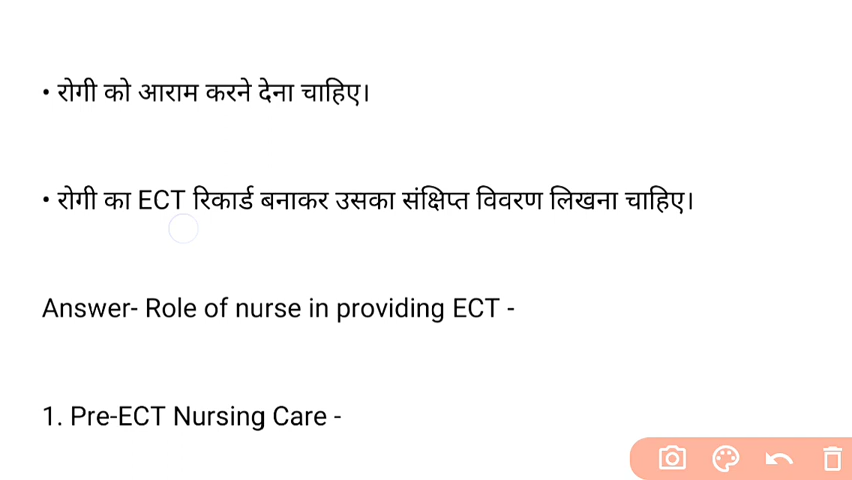 • रोगी को आराम करने देना चाहिए।
• रोगी का ECT रिकार्ड बनाकर उसका संक्षिप्त विवरण लिखना चाहिए।
Answer- Role of nurse in providing ECT -
1. Pre-ECT Nursing Care -